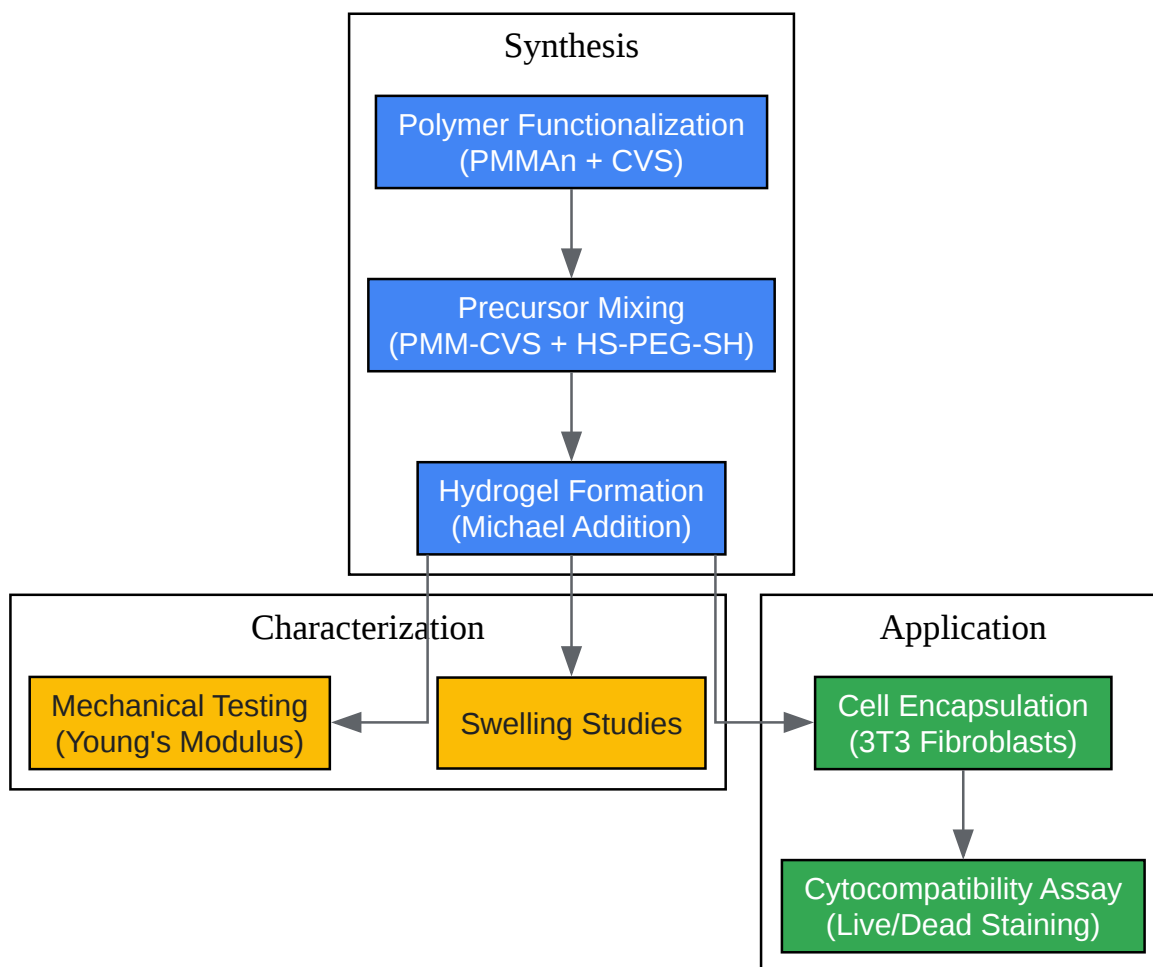 Synthesis
Polymer Functionalization
(PMMAn + CVS)
Precursor Mixing
(PMM-CVS + HS-PEG-SH)
Hydrogel Formation
(Michael Addition)
Characterization
Mechanical Testing
(Young's Modulus)
Swelling Studies
Application
Cell Encapsulation
(3T3 Fibroblasts)
Cytocompatibility Assay
(Live/Dead Staining)